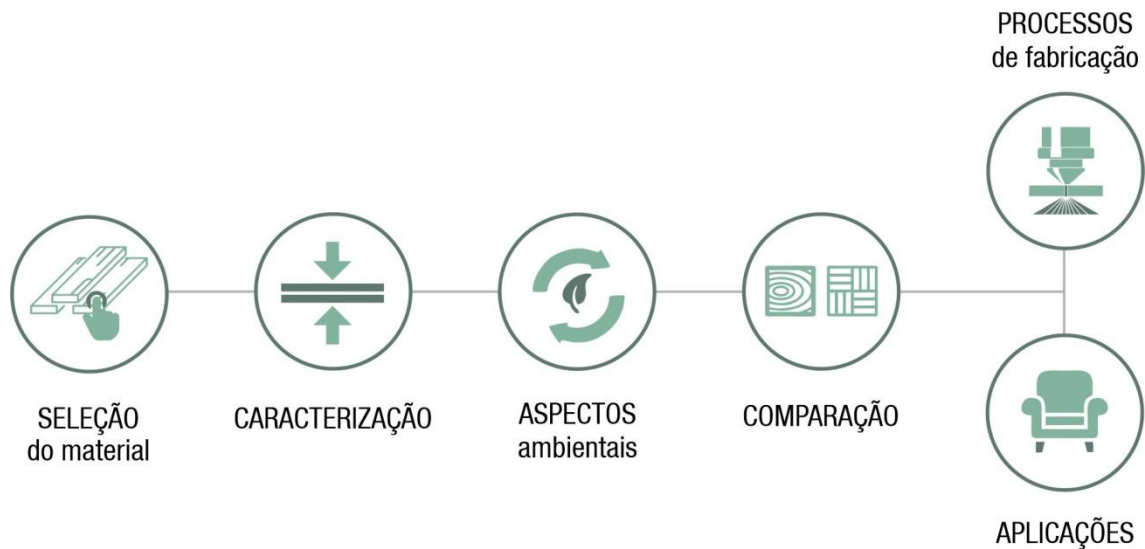 PROCESSOS
de fabricação
SELEÇÃO
do material
CARACTERIZAÇÃO
ASPECTOS
ambientais
COMPARAÇÃO
APLICAÇÕES